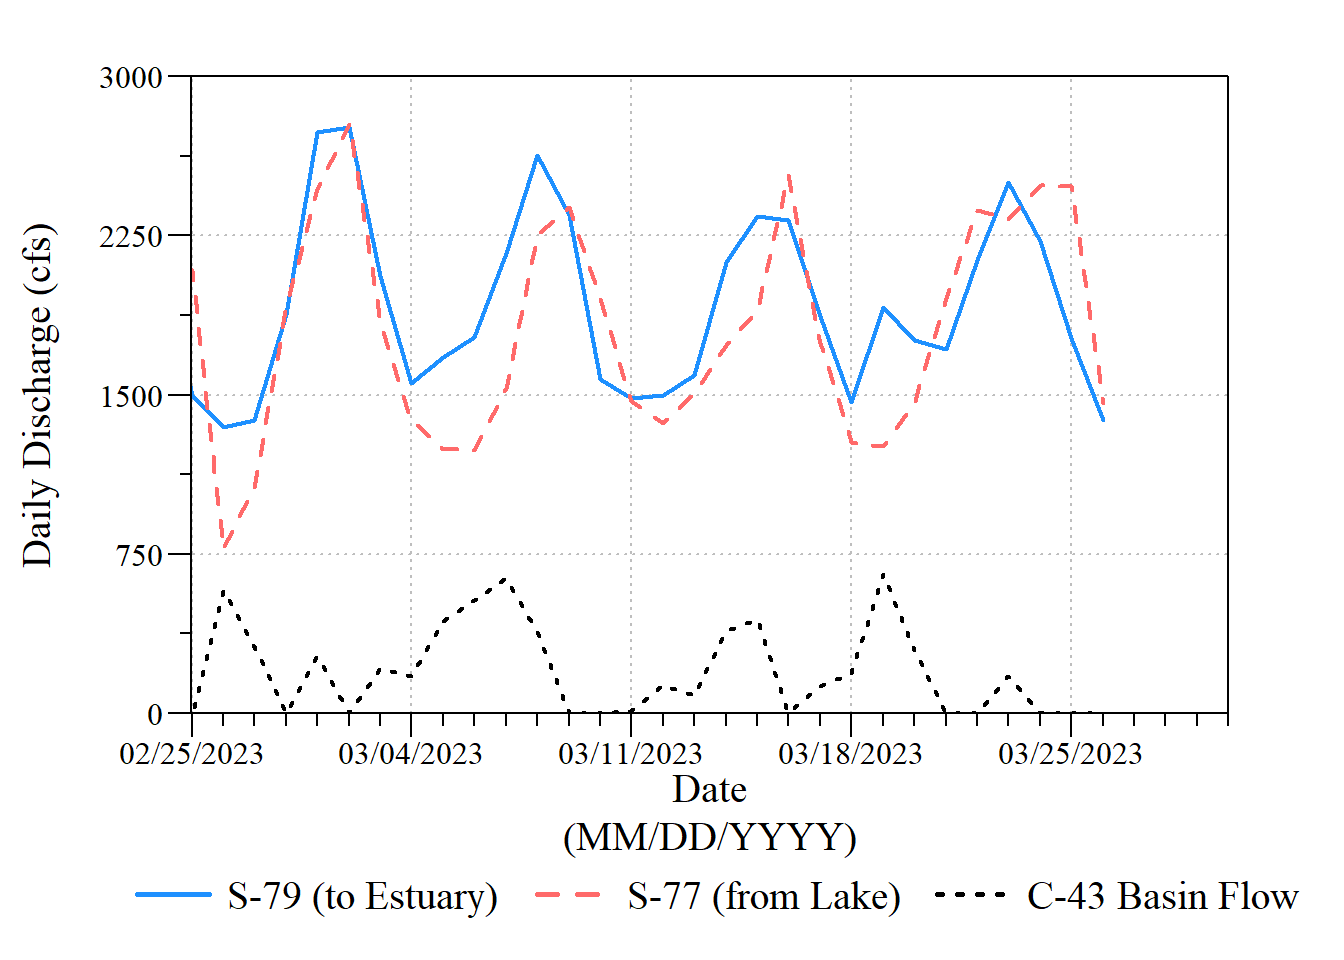 3000
2250
1500
750
0
Daily Discharge (cfs)
02/25/2023 03/04/2023 03/11/2023 03/18/2023 03/25/2023
Date
(MM/DD/YYYY)
S-79 (to Estuary) S-77 (from Lake) C-43 Basin Flow